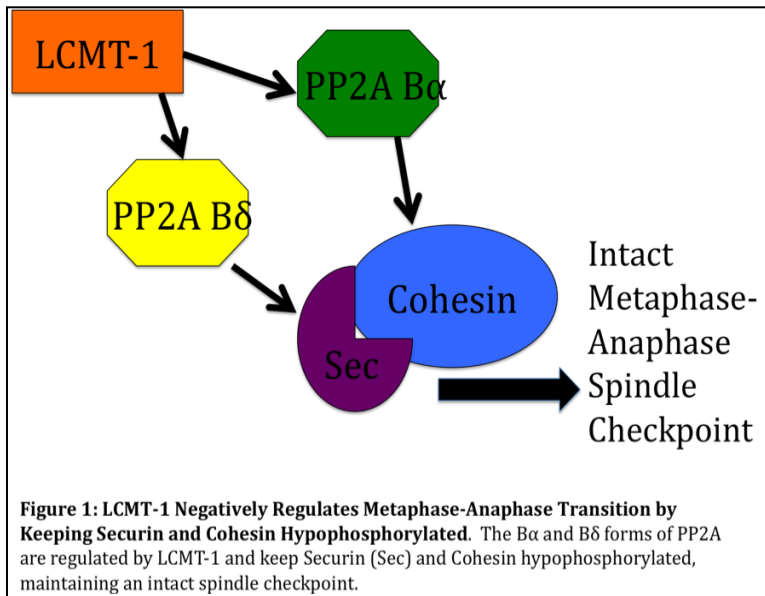 LCMT-1
PP2A Bα
PP2A Bδ
Cohesin
Sec
Intact
Metaphase-
Anaphase
Spindle
Checkpoint
Figure 1: LCMT-1 Negatively Regulates Metaphase-Anaphase Transition by
Keeping Securin and Cohesin Hypophosphorylated. The Bα and Bδ forms of PP2A
are regulated by LCMT-1 and keep Securin (Sec) and Cohesin hypophosphorylated,
maintaining an intact spindle checkpoint.